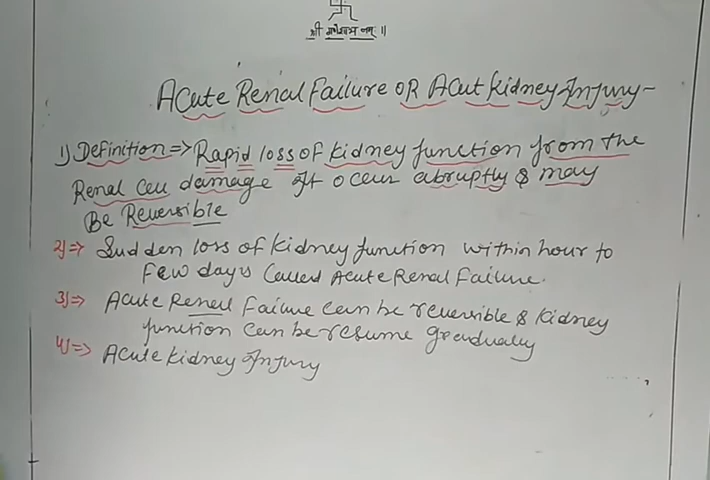 श्री गणेशाय नमः ॥
Acute Renal Failure OR Acut Kidney Injury-
1) Definition => Rapid loss of kidney function from the
Renal Cell damage It occur abruptly & may
Be Reversible
2) => Sudden loss of kidney function within hour to
Few days Called Acute Renal Failure.
3) => Acute Renal Failure can be reversible & kidney
function can be resume gradually
4) => Acute kidney Injury